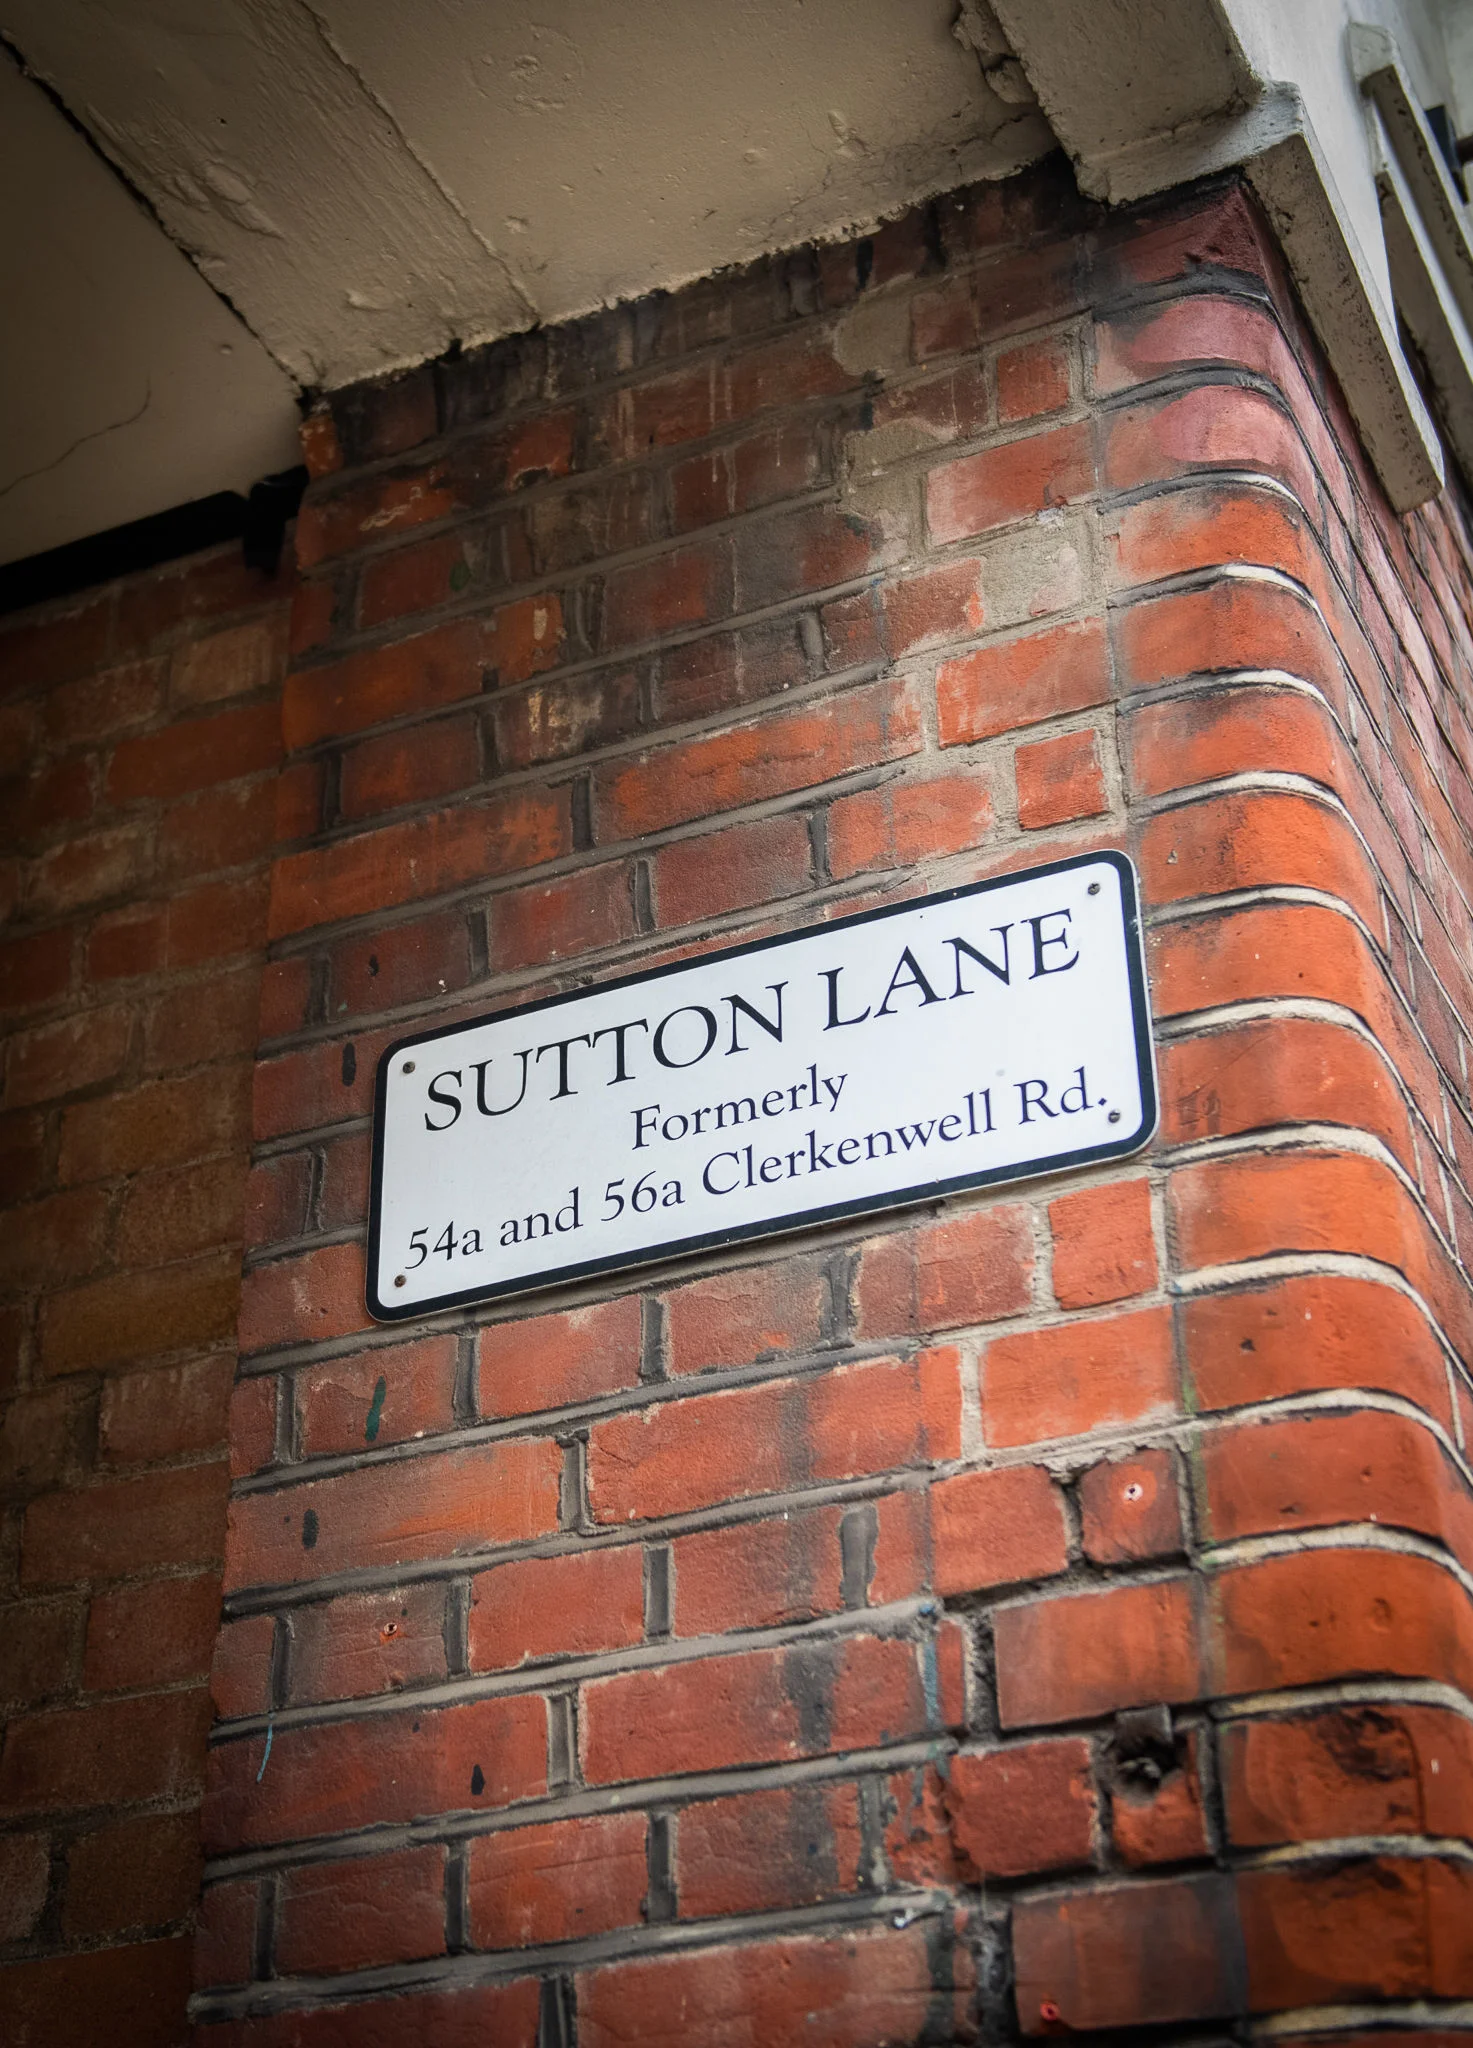 SUTTON LANE
Formerly
54a and 56a Clerkenwell Rd.